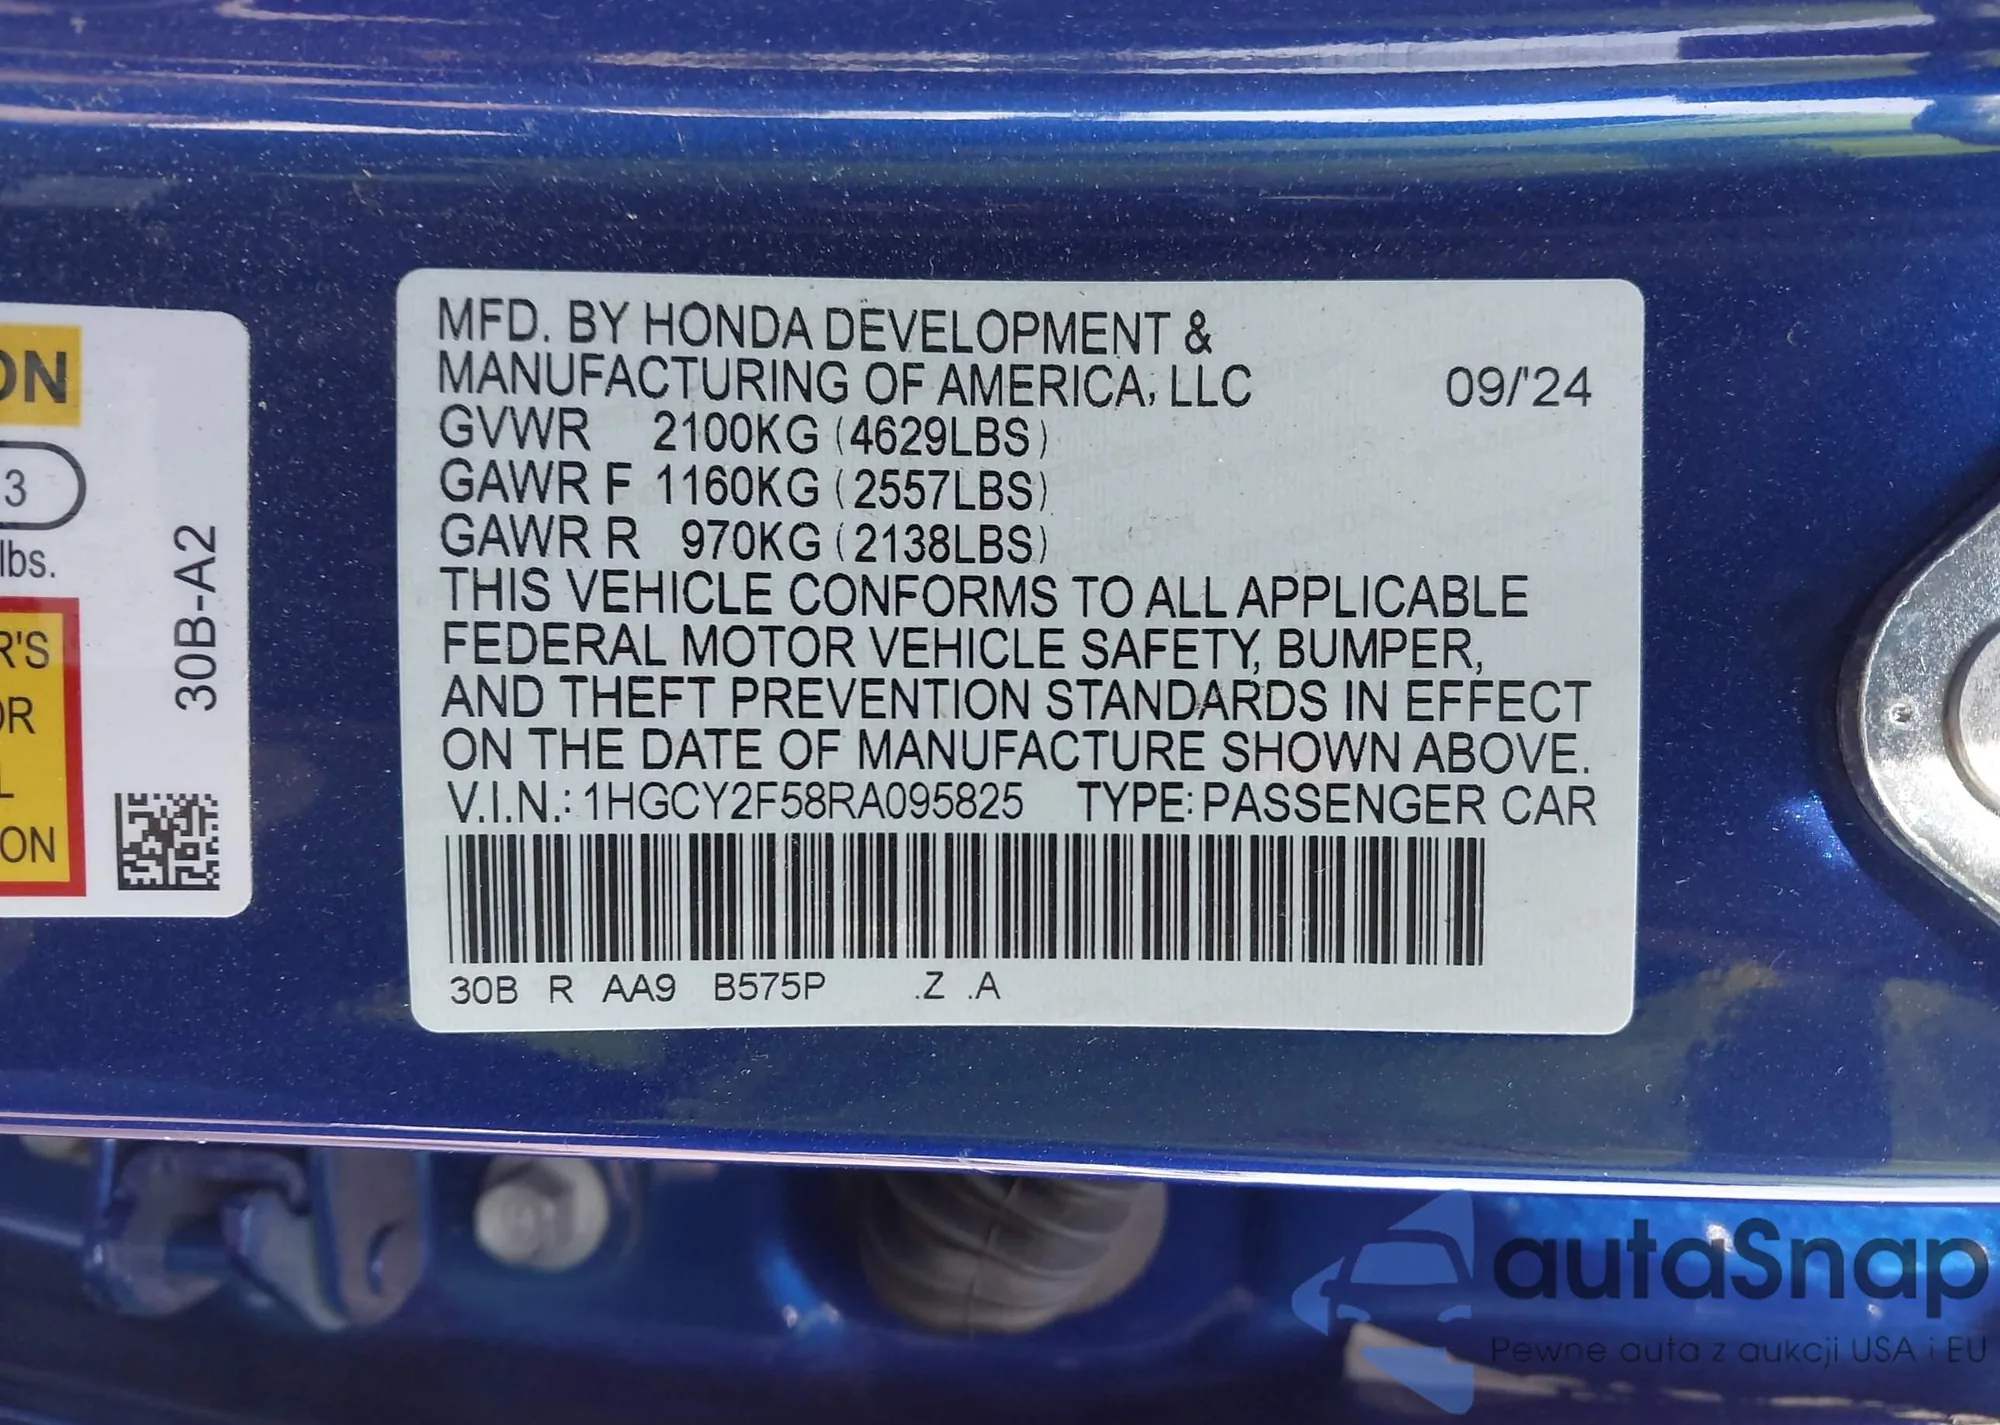 ON
3
lbs.
R'S
OR
L
ON
30B-A2
MFD. BY HONDA DEVELOPMENT &
MANUFACTURING OF AMERICA, LLC 09/'24
GVWR 2100KG (4629LBS)
GAWR F 1160KG (2557LBS)
GAWR R 970KG (2138LBS)
THIS VEHICLE CONFORMS TO ALL APPLICABLE
FEDERAL MOTOR VEHICLE SAFETY, BUMPER,
AND THEFT PREVENTION STANDARDS IN EFFECT
ON THE DATE OF MANUFACTURE SHOWN ABOVE.
V.I.N.: 1HGCY2F58RA095825 TYPE: PASSENGER CAR
30B R AA9 B575P .Z .A
autaSnap
Pewne auta z aukcji USA i EU